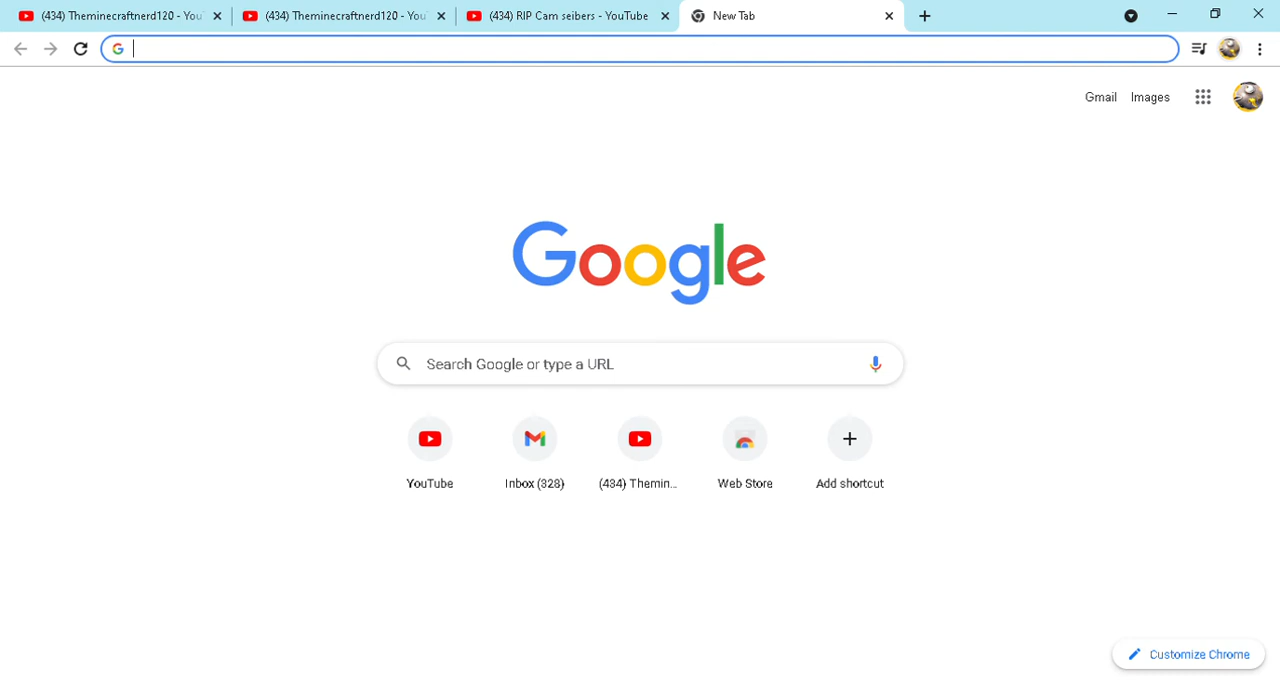 (434) Theminecraftnerd120 - You
(434) Theminecraftnerd120 - You
(434) RIP Cam seibers - YouTube
New Tab
Gmail
Images
Google
Search Google or type a URL
YouTube
Inbox (328)
(434) Themin...
Web Store
Add shortcut
Customize Chrome